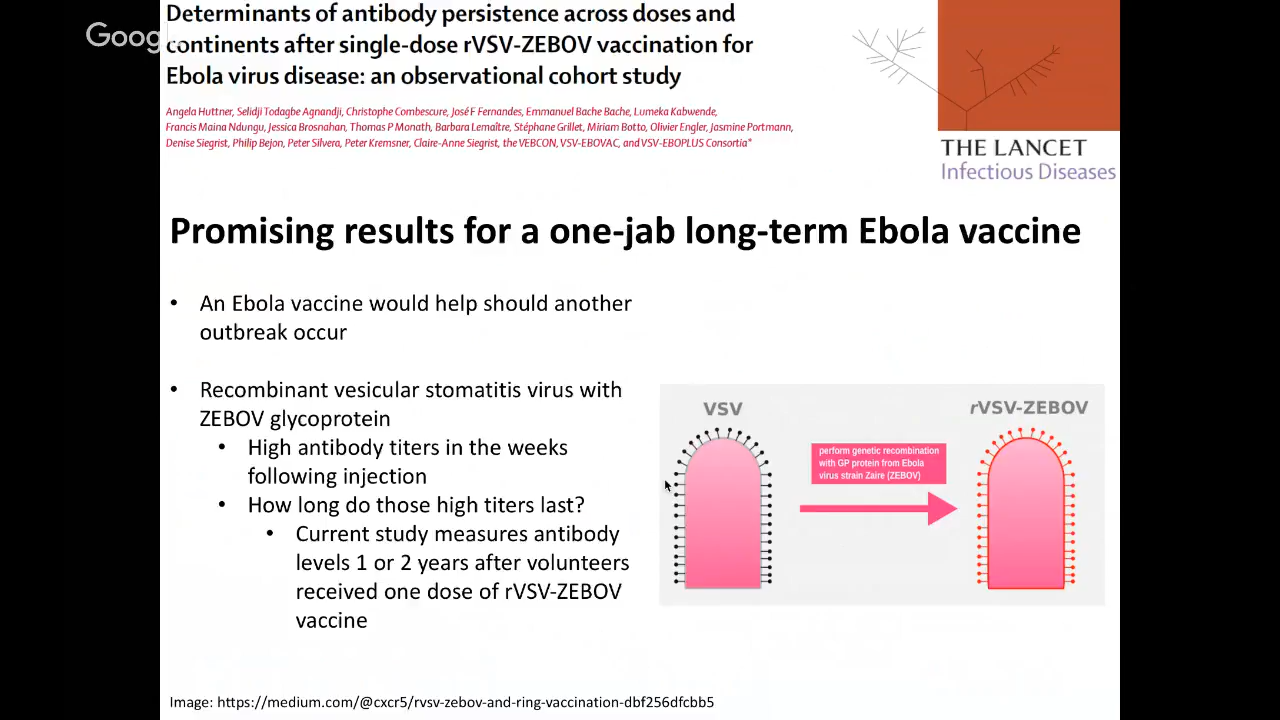 Determinants of antibody persistence across doses and
continents after single-dose rVSV-ZEBOV vaccination for
Ebola virus disease: an observational cohort study
Google
Angela Huttner, Selidji Todagbe Agnandji, Christophe Combescure, José F Fernandes, Emmanuel Bache Bache, Lumeka Kabwende,
Francis Maina Ndungu, Jessica Brosnahan, Thomas P Monath, Barbara Lemaître, Stéphane Grillet, Miriam Botto, Olivier Engler, Jasmine Portmann,
Denise Siegrist, Philip Bejon, Peter Silvera, Peter Kremsner, Claire-Anne Siegrist, the VEBCON, VSV-EBOVAC, and VSV-EBOPLUS Consortia*
THE LANCET
Infectious Diseases
Promising results for a one-jab long-term Ebola vaccine
• An Ebola vaccine would help should another
outbreak occur
• Recombinant vesicular stomatitis virus with
ZEBOV glycoprotein
• High antibody titers in the weeks
following injection
• How long do those high titers last?
• Current study measures antibody
levels 1 or 2 years after volunteers
received one dose of rVSV-ZEBOV
vaccine
VSV
rVSV-ZEBOV
perform genetic recombination
with GP protein from Ebola
virus strain Zaire (ZEBOV)
Image: https://medium.com/@cxcr5/rvsv-zebov-and-ring-vaccination-dbf256dfcbb5